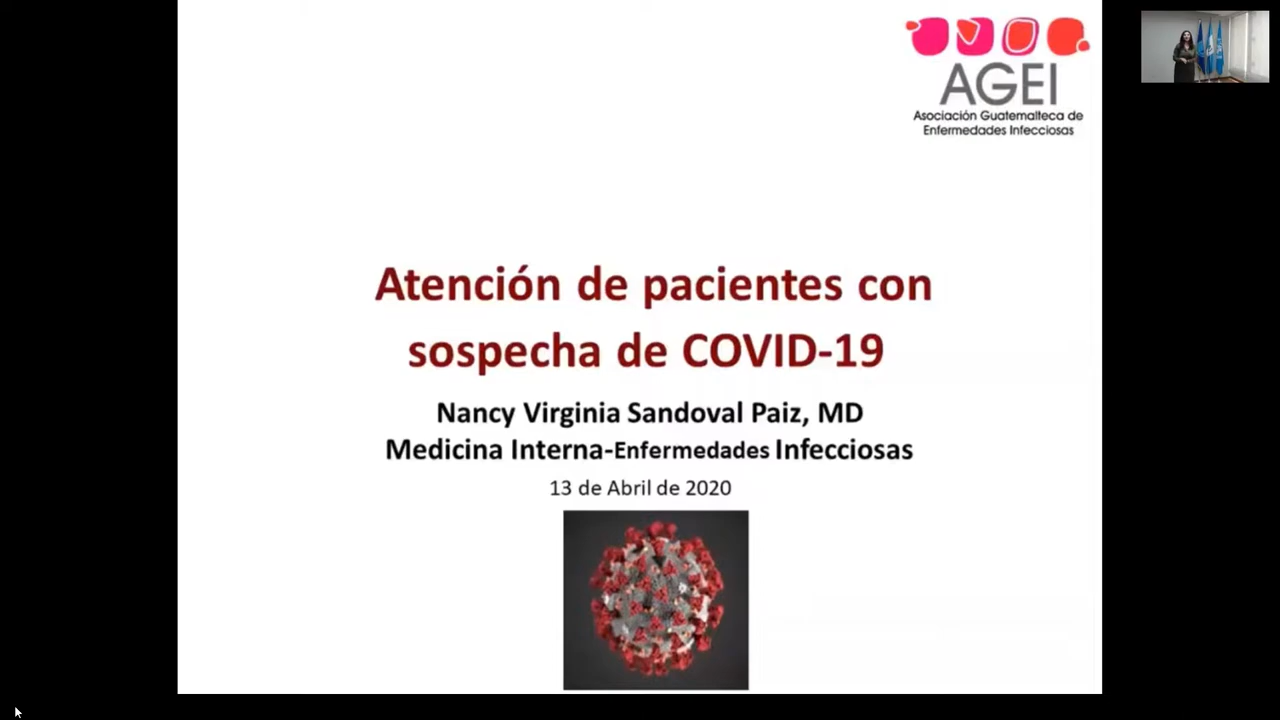 AGEI
Asociación Guatemalteca de
Enfermedades Infecciosas
Atención de pacientes con
sospecha de COVID-19
Nancy Virginia Sandoval Paiz, MD
Medicina Interna-Enfermedades Infecciosas
13 de Abril de 2020